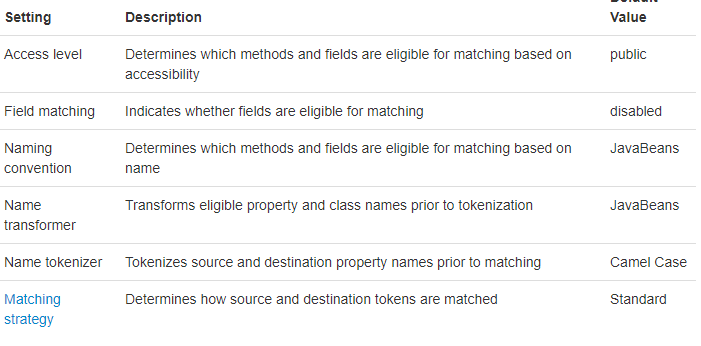 Default
Setting Description Value
Access level Determines which methods and fields are eligible for matching based on public
accessibility
Field matching Indicates whether fields are eligible for matching disabled
Naming Determines which methods and fields are eligible for matching based on JavaBeans
convention name
Name Transforms eligible property and class names prior to tokenization JavaBeans
transformer
Name tokenizer Tokenizes source and destination property names prior to matching Camel Case
Matching Determines how source and destination tokens are matched Standard
strategy